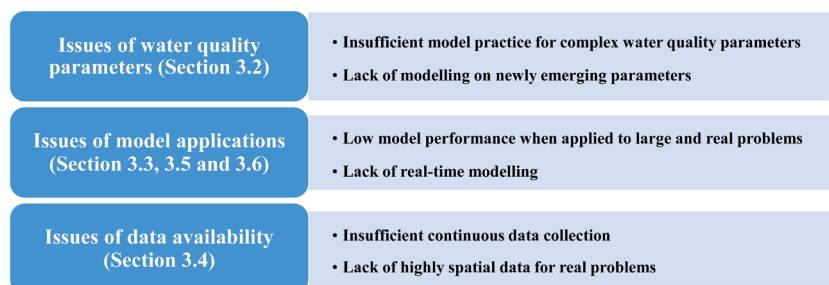 Issues of water quality
parameters (Section 3.2)
• Insufficient model practice for complex water quality parameters
• Lack of modelling on newly emerging parameters
Issues of model applications
(Section 3.3, 3.5 and 3.6)
• Low model performance when applied to large and real problems
• Lack of real-time modelling
Issues of data availability
(Section 3.4)
• Insufficient continuous data collection
• Lack of highly spatial data for real problems